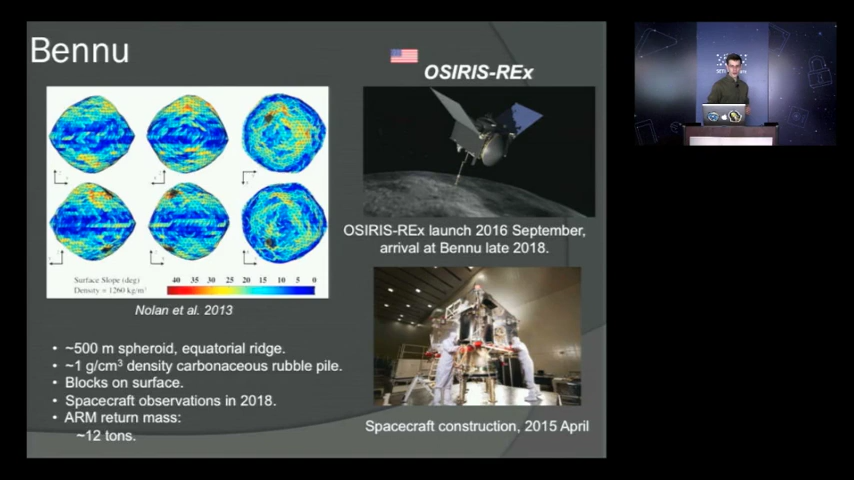 Bennu
OSIRIS-REx
Surface Slope (deg)
Density = 1260 kg/m³
40 35 30 25 20 15 10 5 0
Nolan et al. 2013
OSIRIS-REx launch 2016 September,
arrival at Bennu late 2018.
• ~500 m spheroid, equatorial ridge.
• ~1 g/cm³ density carbonaceous rubble pile.
• Blocks on surface.
• Spacecraft observations in 2018.
• ARM return mass:
~12 tons.
Spacecraft construction, 2015 April